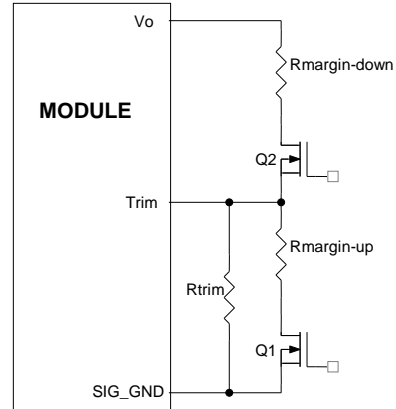 Vo
Rmargin-down
MODULE
Q2
Trim
Rmargin-up
Rtrim
Q1
SIG_GND